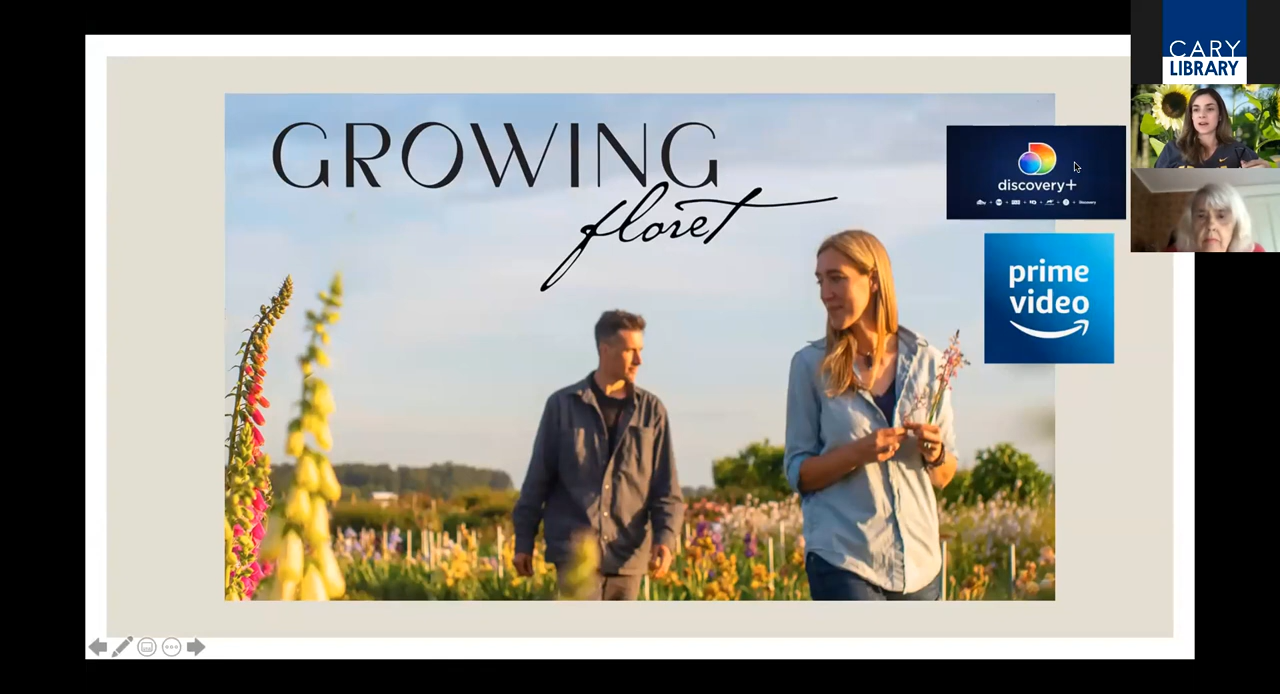 GROWING
floret
discovery+
prime
video
CARY
LIBRARY